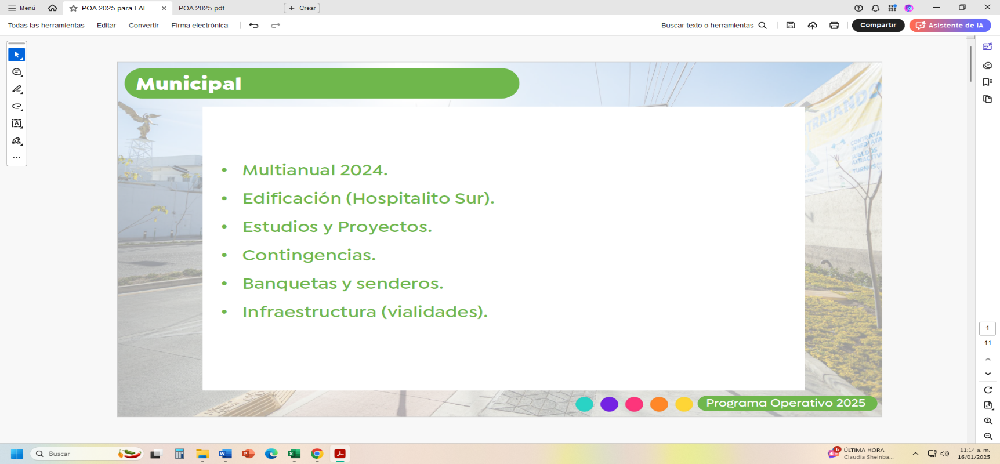 Menú
POA 2025 para FAI...
POA 2025.pdf
Crear
Todas las herramientas
Editar
Convertir
Firma electrónica
Buscar texto o herramientas
Compartir
Asistente de IA
Municipal
• Multianual 2024.
• Edificación (Hospitalito Sur).
• Estudios y Proyectos.
• Contingencias.
• Banquetas y senderos.
• Infraestructura (vialidades).
Programa Operativo 2025
1
11
Buscar
6
ÚLTIMA HORA
Claudia Sheinba...
11:14 a. m.
16/01/2025